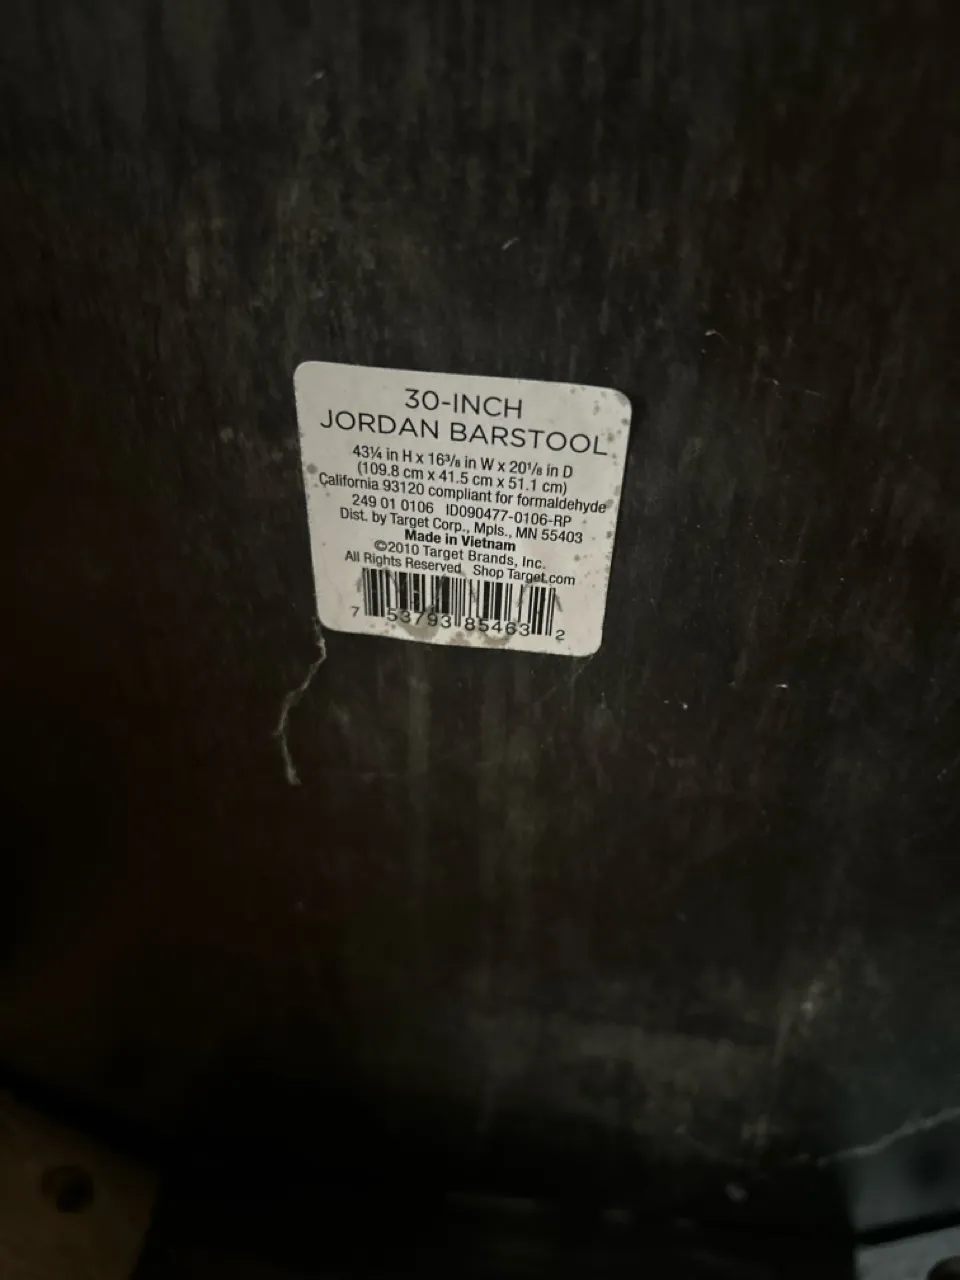 30-INCH
JORDAN BARSTOOL
43¼ in H x 16³/₈ in W x 20¹/₈ in D
(109.8 cm x 41.5 cm x 51.1 cm)
California 93120 compliant for formaldehyde
249 01 0106 ID090477-0106-RP
Dist. by Target Corp., Mpls., MN 55403
Made in Vietnam
©2010 Target Brands, Inc.
All Rights Reserved Shop Target.com
7 53793 85463 2